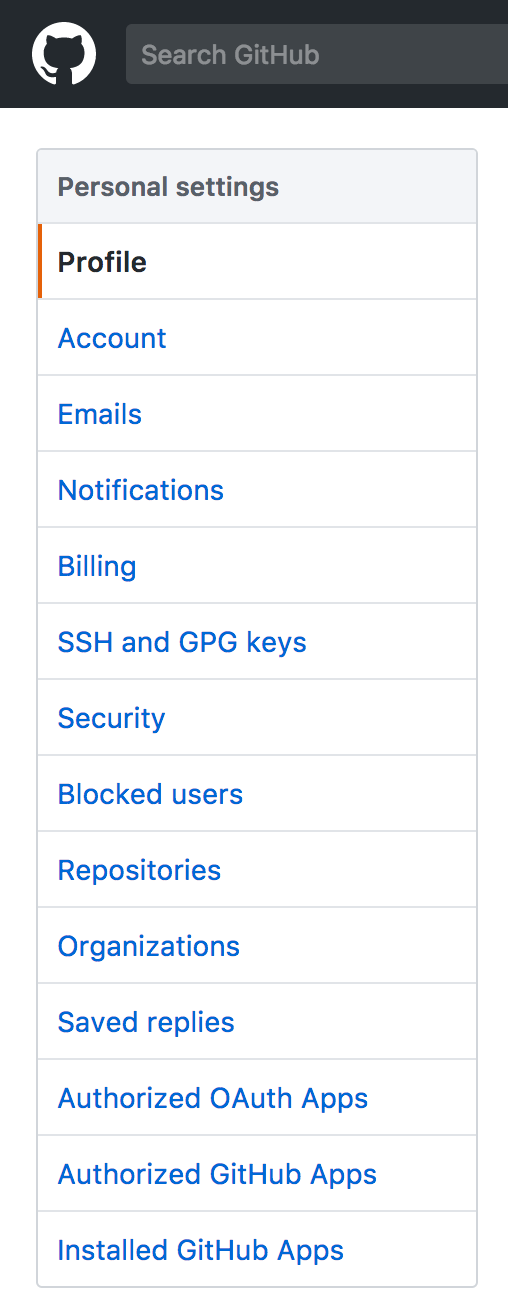 Search GitHub
Personal settings
Profile
Account
Emails
Notifications
Billing
SSH and GPG keys
Security
Blocked users
Repositories
Organizations
Saved replies
Authorized OAuth Apps
Authorized GitHub Apps
Installed GitHub Apps